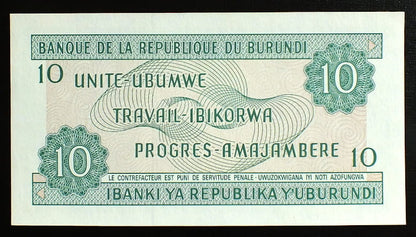 BANQUE DE LA REPUBLIQUE DU BURUNDI
10 UNITE-UBUMWE 10
TRAVAIL-IBIKORWA
10 PROGRES-AMAJAMBERE 10
LE CONTREFACTEUR EST PUNI DE SERVITUDE PENALE - UWUZOKWIGANA IYI NOTI AZOFUNGWA
IBANKI YA REPUBLIKA Y'UBURUNDI